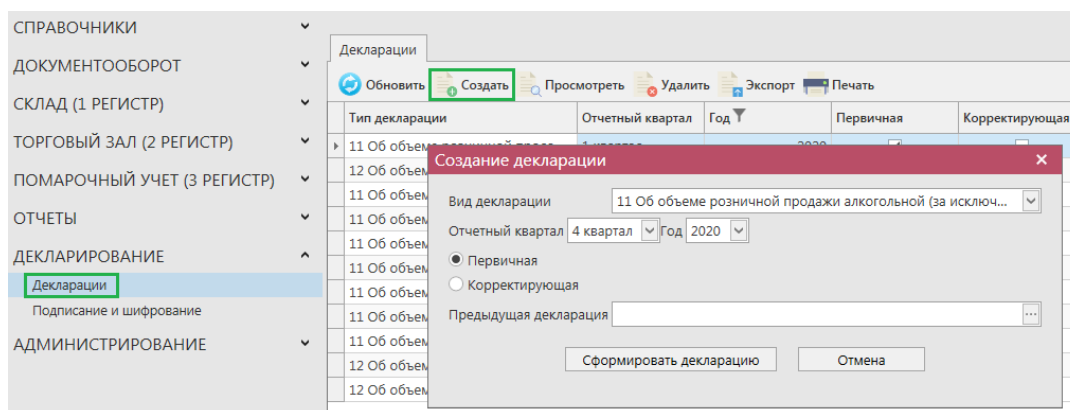 СПРАВОЧНИКИ
ДОКУМЕНТООБОРОТ
СКЛАД (1 РЕГИСТР)
ТОРГОВЫЙ ЗАЛ (2 РЕГИСТР)
ПОМАРОЧНЫЙ УЧЕТ (3 РЕГИСТР)
ОТЧЕТЫ
ДЕКЛАРИРОВАНИЕ
Декларации
Подписание и шифрование
АДМИНИСТРИРОВАНИЕ
Декларации
Обновить Создать Просмотреть Удалить Экспорт Печать
Тип декларации Отчетный квартал Год Первичная Корректирующая
11 Об объеме розничной
12 Об объем
11 Об объем
11 Об объем
11 Об объем
11 Об объем
11 Об объем
11 Об объем
11 Об объем
12 Об объем
12 Об объем
Создание декларации
Вид декларации 11 Об объеме розничной продажи алкогольной (за исключ...
Отчетный квартал 4 квартал Год 2020
Первичная
Корректирующая
Предыдущая декларация ...
Сформировать декларацию Отмена